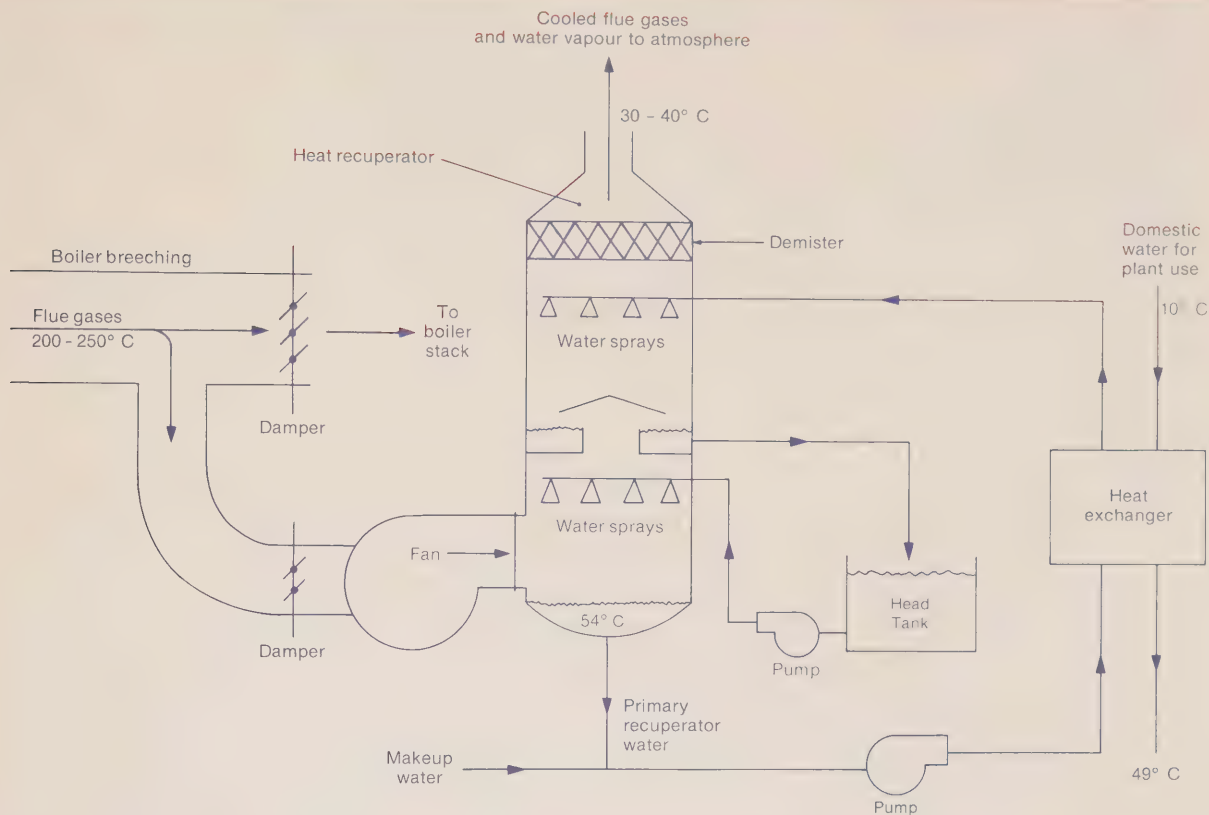 Cooled flue gases
and water vapour to atmosphere
30 - 40° C
Heat recuperator
Demister
Domestic
water for
plant use
10° C
Boiler breeching
Flue gases
200 - 250° C
To
boiler
stack
Water sprays
Damper
Heat
exchanger
Water sprays
Fan
Head
Tank
54° C
Damper
Pump
Primary
recuperator
water
Makeup
water
49° C
Pump